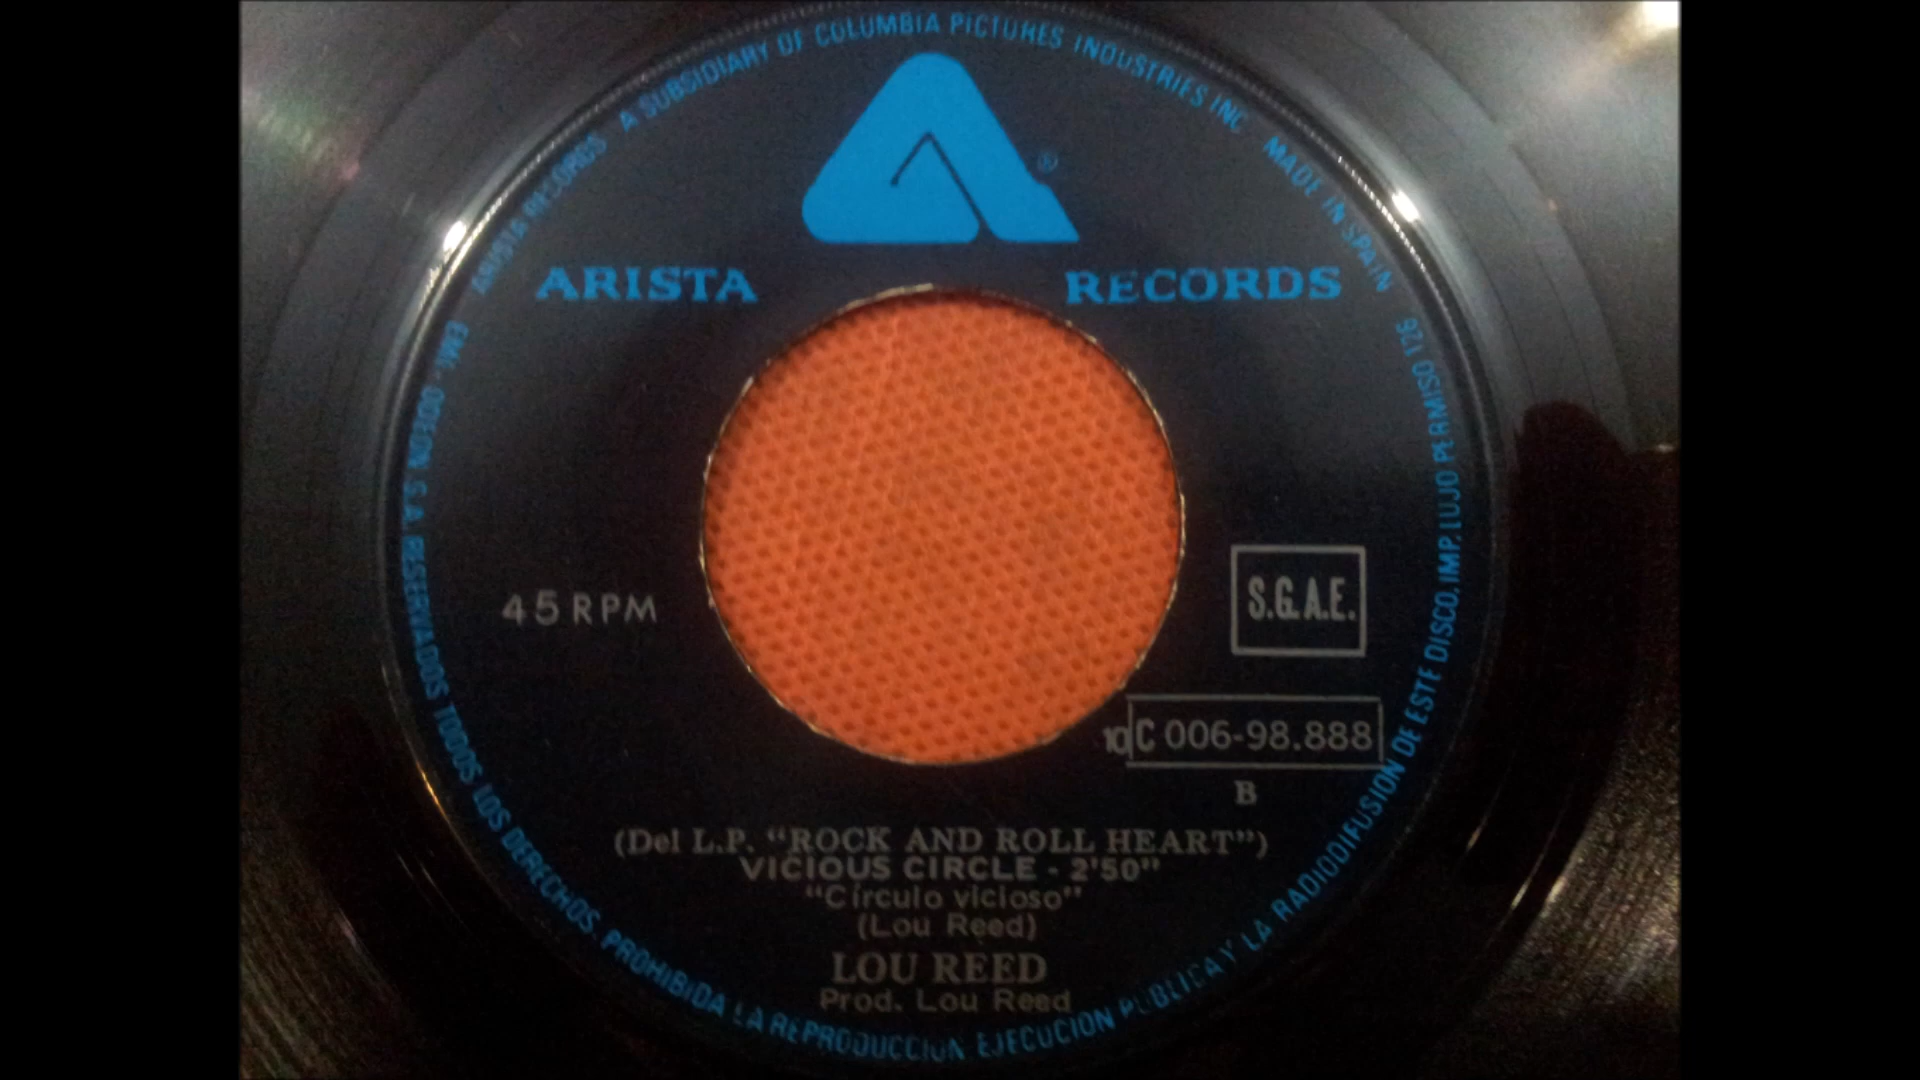 ARISTA RECORDS A SUBSIDIARY OF COLUMBIA PICTURES INDUSTRIES INC MADE IN SPAIN
®
ARISTA RECORDS
45 RPM
S.G.A.E.
10C 006-98.888
B
(Del L.P. “ROCK AND ROLL HEART”)
VICIOUS CIRCLE - 2'50”
“Círculo vicioso”
(Lou Reed)
LOU REED
Prod. Lou Reed
EMI-ODEON S.A. RESERVADOS TODOS LOS DERECHOS. PROHIBIDA LA REPRODUCCION EJECUCION PUBLICA Y LA RADIODIFUSION DE ESTE DISCO.IMP. LUJO PERMISO 126